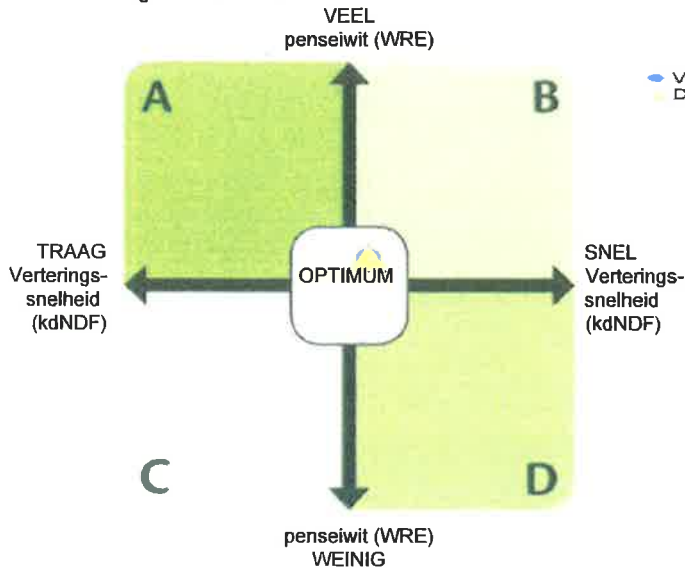 VEEL
penseiwit (WRE)
A
B
V
D
TRAAG
Verterings-
snelheid
(kdNDF)
OPTIMUM
SNEL
Verterings-
snelheid
(kdNDF)
C
D
penseiwit (WRE)
WEINIG